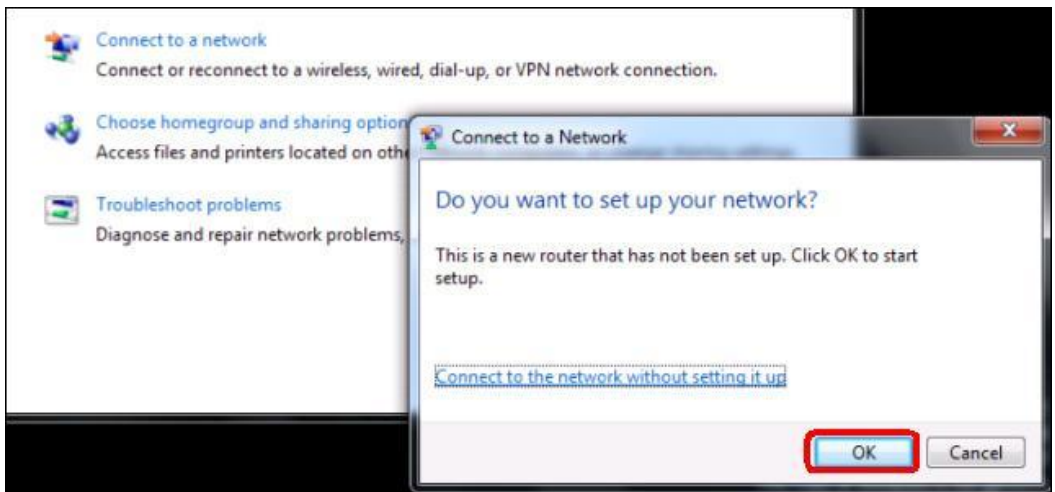 Connect to a network
Connect or reconnect to a wireless, wired, dial-up, or VPN network connection.
Choose homegroup and sharing option
Access files and printers located on othe
Troubleshoot problems
Diagnose and repair network problems,
Connect to a Network
Do you want to set up your network?
This is a new router that has not been set up. Click OK to start
setup.
Connect to the network without setting it up
OK
Cancel